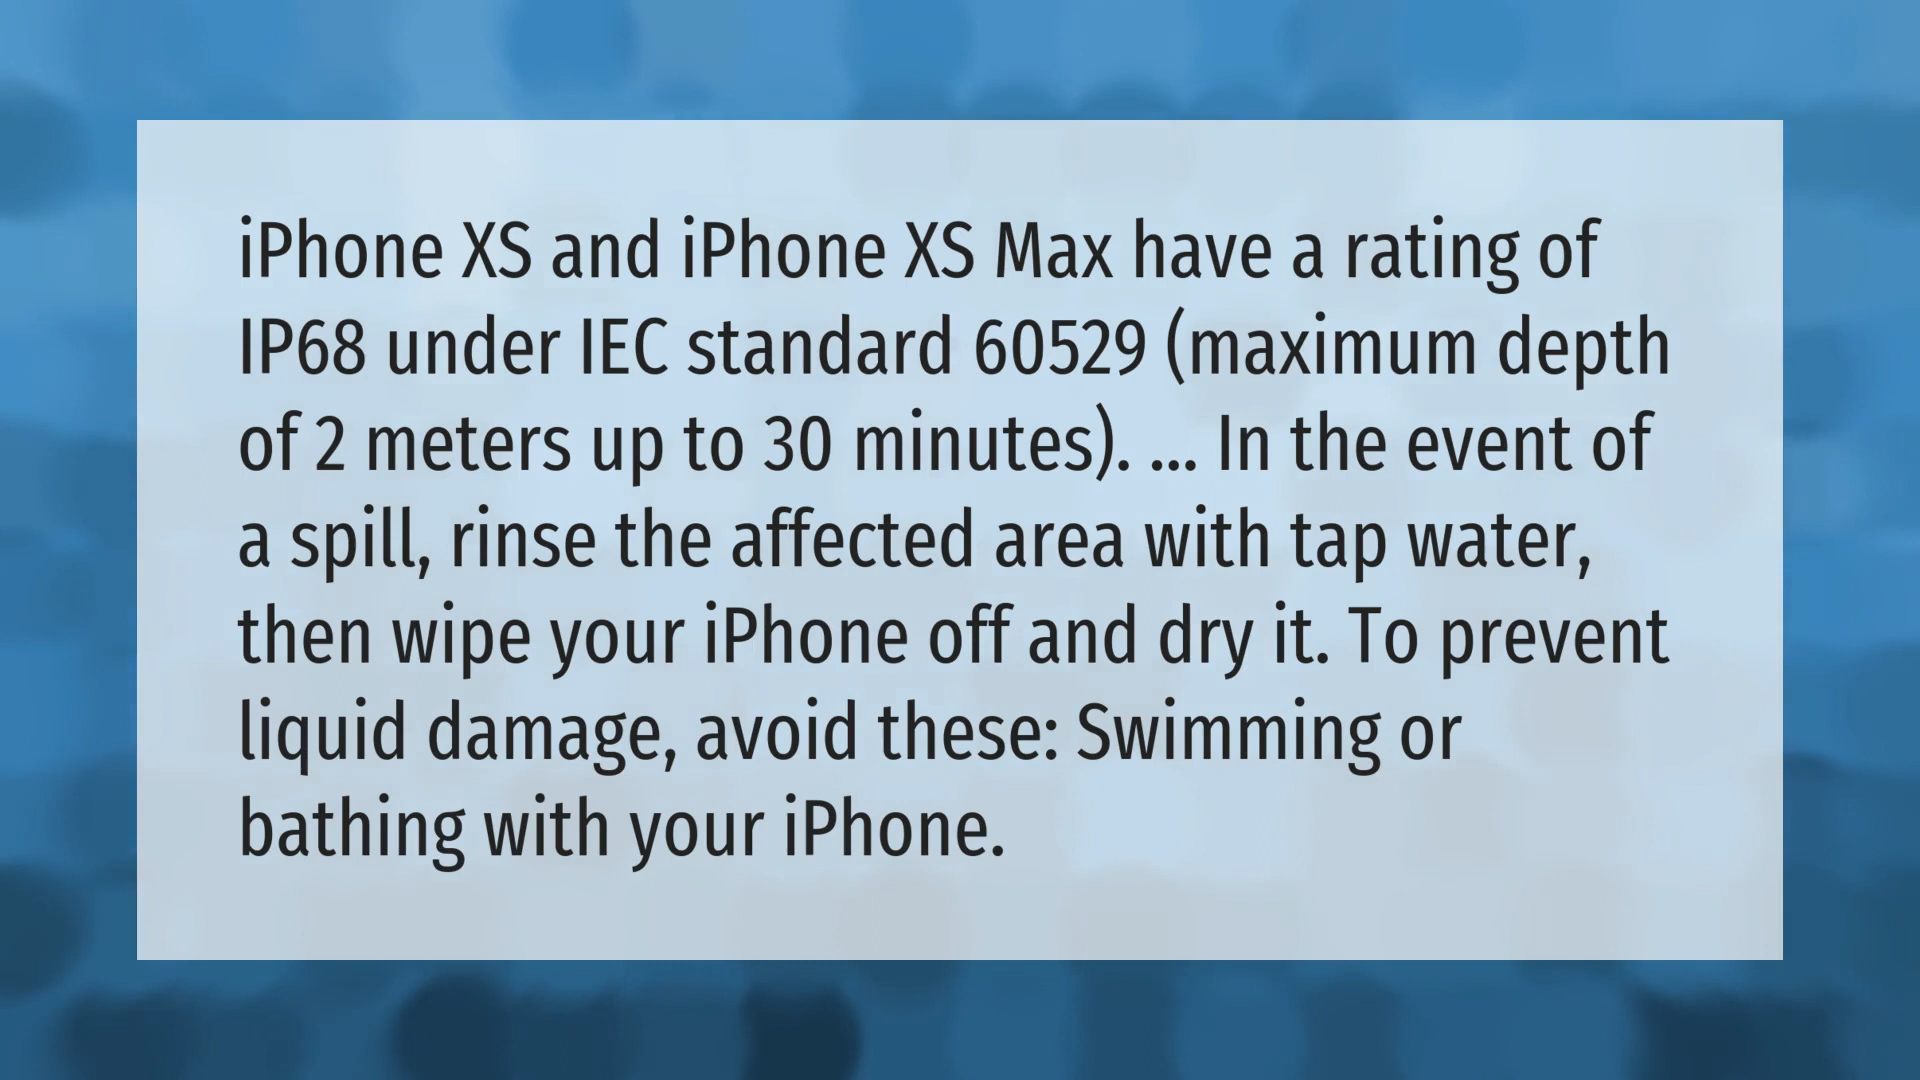 iPhone XS and iPhone XS Max have a rating of
IP68 under IEC standard 60529 (maximum depth
of 2 meters up to 30 minutes). ... In the event of
a spill, rinse the affected area with tap water,
then wipe your iPhone off and dry it. To prevent
liquid damage, avoid these: Swimming or
bathing with your iPhone.